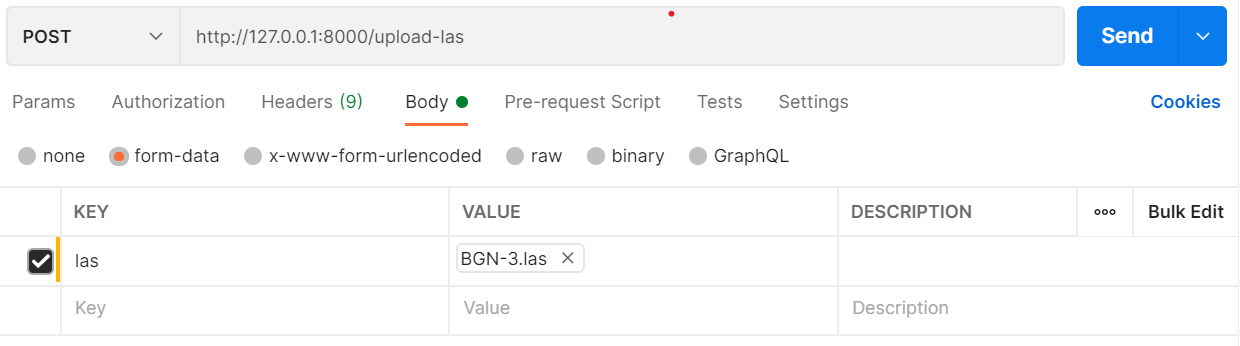 POST http://127.0.0.1:8000/upload-las Send
Params Authorization Headers (9) Body Pre-request Script Tests Settings Cookies
none form-data x-www-form-urlencoded raw binary GraphQL
KEY VALUE DESCRIPTION Bulk Edit
las BGN-3.las
Key Value Description